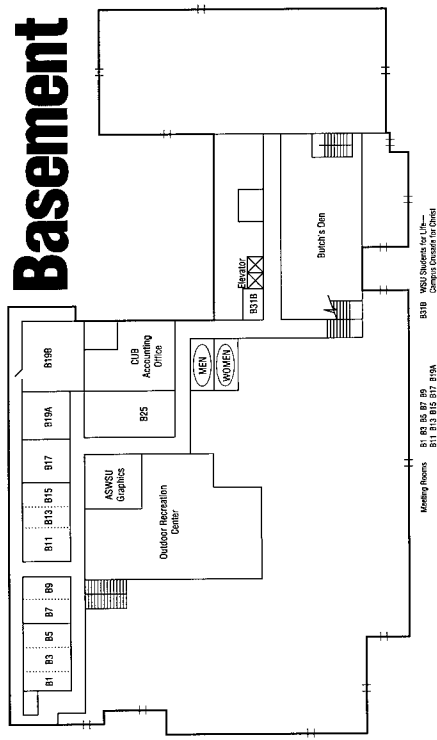 Basement
B1
B3
B5
B7
B9
B11
B13
B15
B17
B19A
B19B
ASWSU
Graphics
B25
CUB
Accounting
Office
Outdoor Recreation
Center
MEN
WOMEN
B31B
Elevator
Butch's Den
Meeting Rooms B1 B3 B5 B7 B9
B11 B13 B15 B17 B19A
B31B WSU Students for Life—
Campus Crusade for Christ